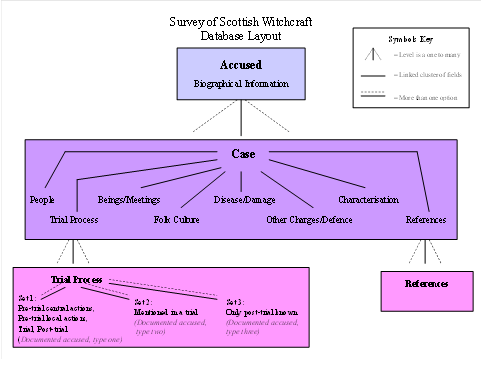 Survey of Scottish Witchcraft
Database Layout
Symbols Key
= Level is a one to many
= Linked cluster of fields
= More than one option
Accused
Biographical Information
Case
People
Beings/Meetings
Disease/Damage
Characterisation
Trial Process
Folk Culture
Other Charges/Defence
References
Trial Process
Set 1:
Pre-trial central actions,
Pre-trial local actions,
Trial, Post-trial
(Documented accused, type one)
Set 2:
Mentioned in a trial
(Documented accused,
type two)
Set 3:
Only post-trial known
(Documented accused,
type three)
References